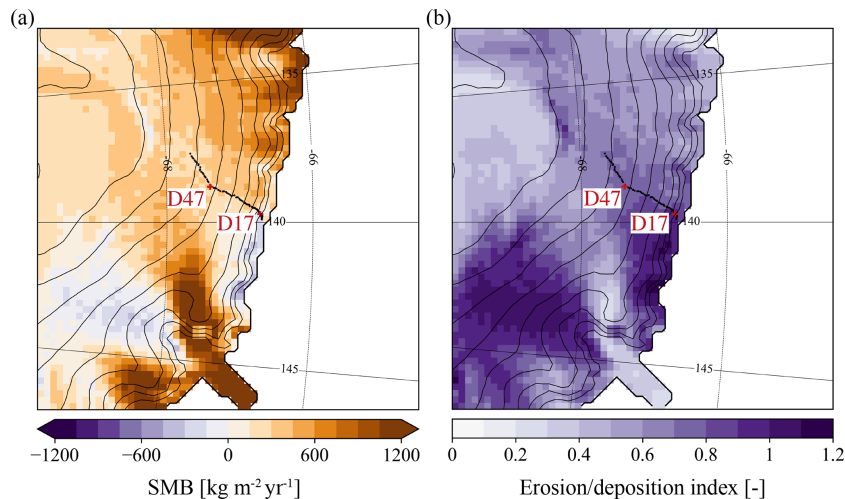 (a)
(b)
135
-68
-66
D47
D17
140
145
135
-68
-66
D47
D17
140
145
−1200 −600 0 600 1200
SMB [kg m⁻² yr⁻¹]
0 0.2 0.4 0.6 0.8 1 1.2
Erosion/deposition index [-]